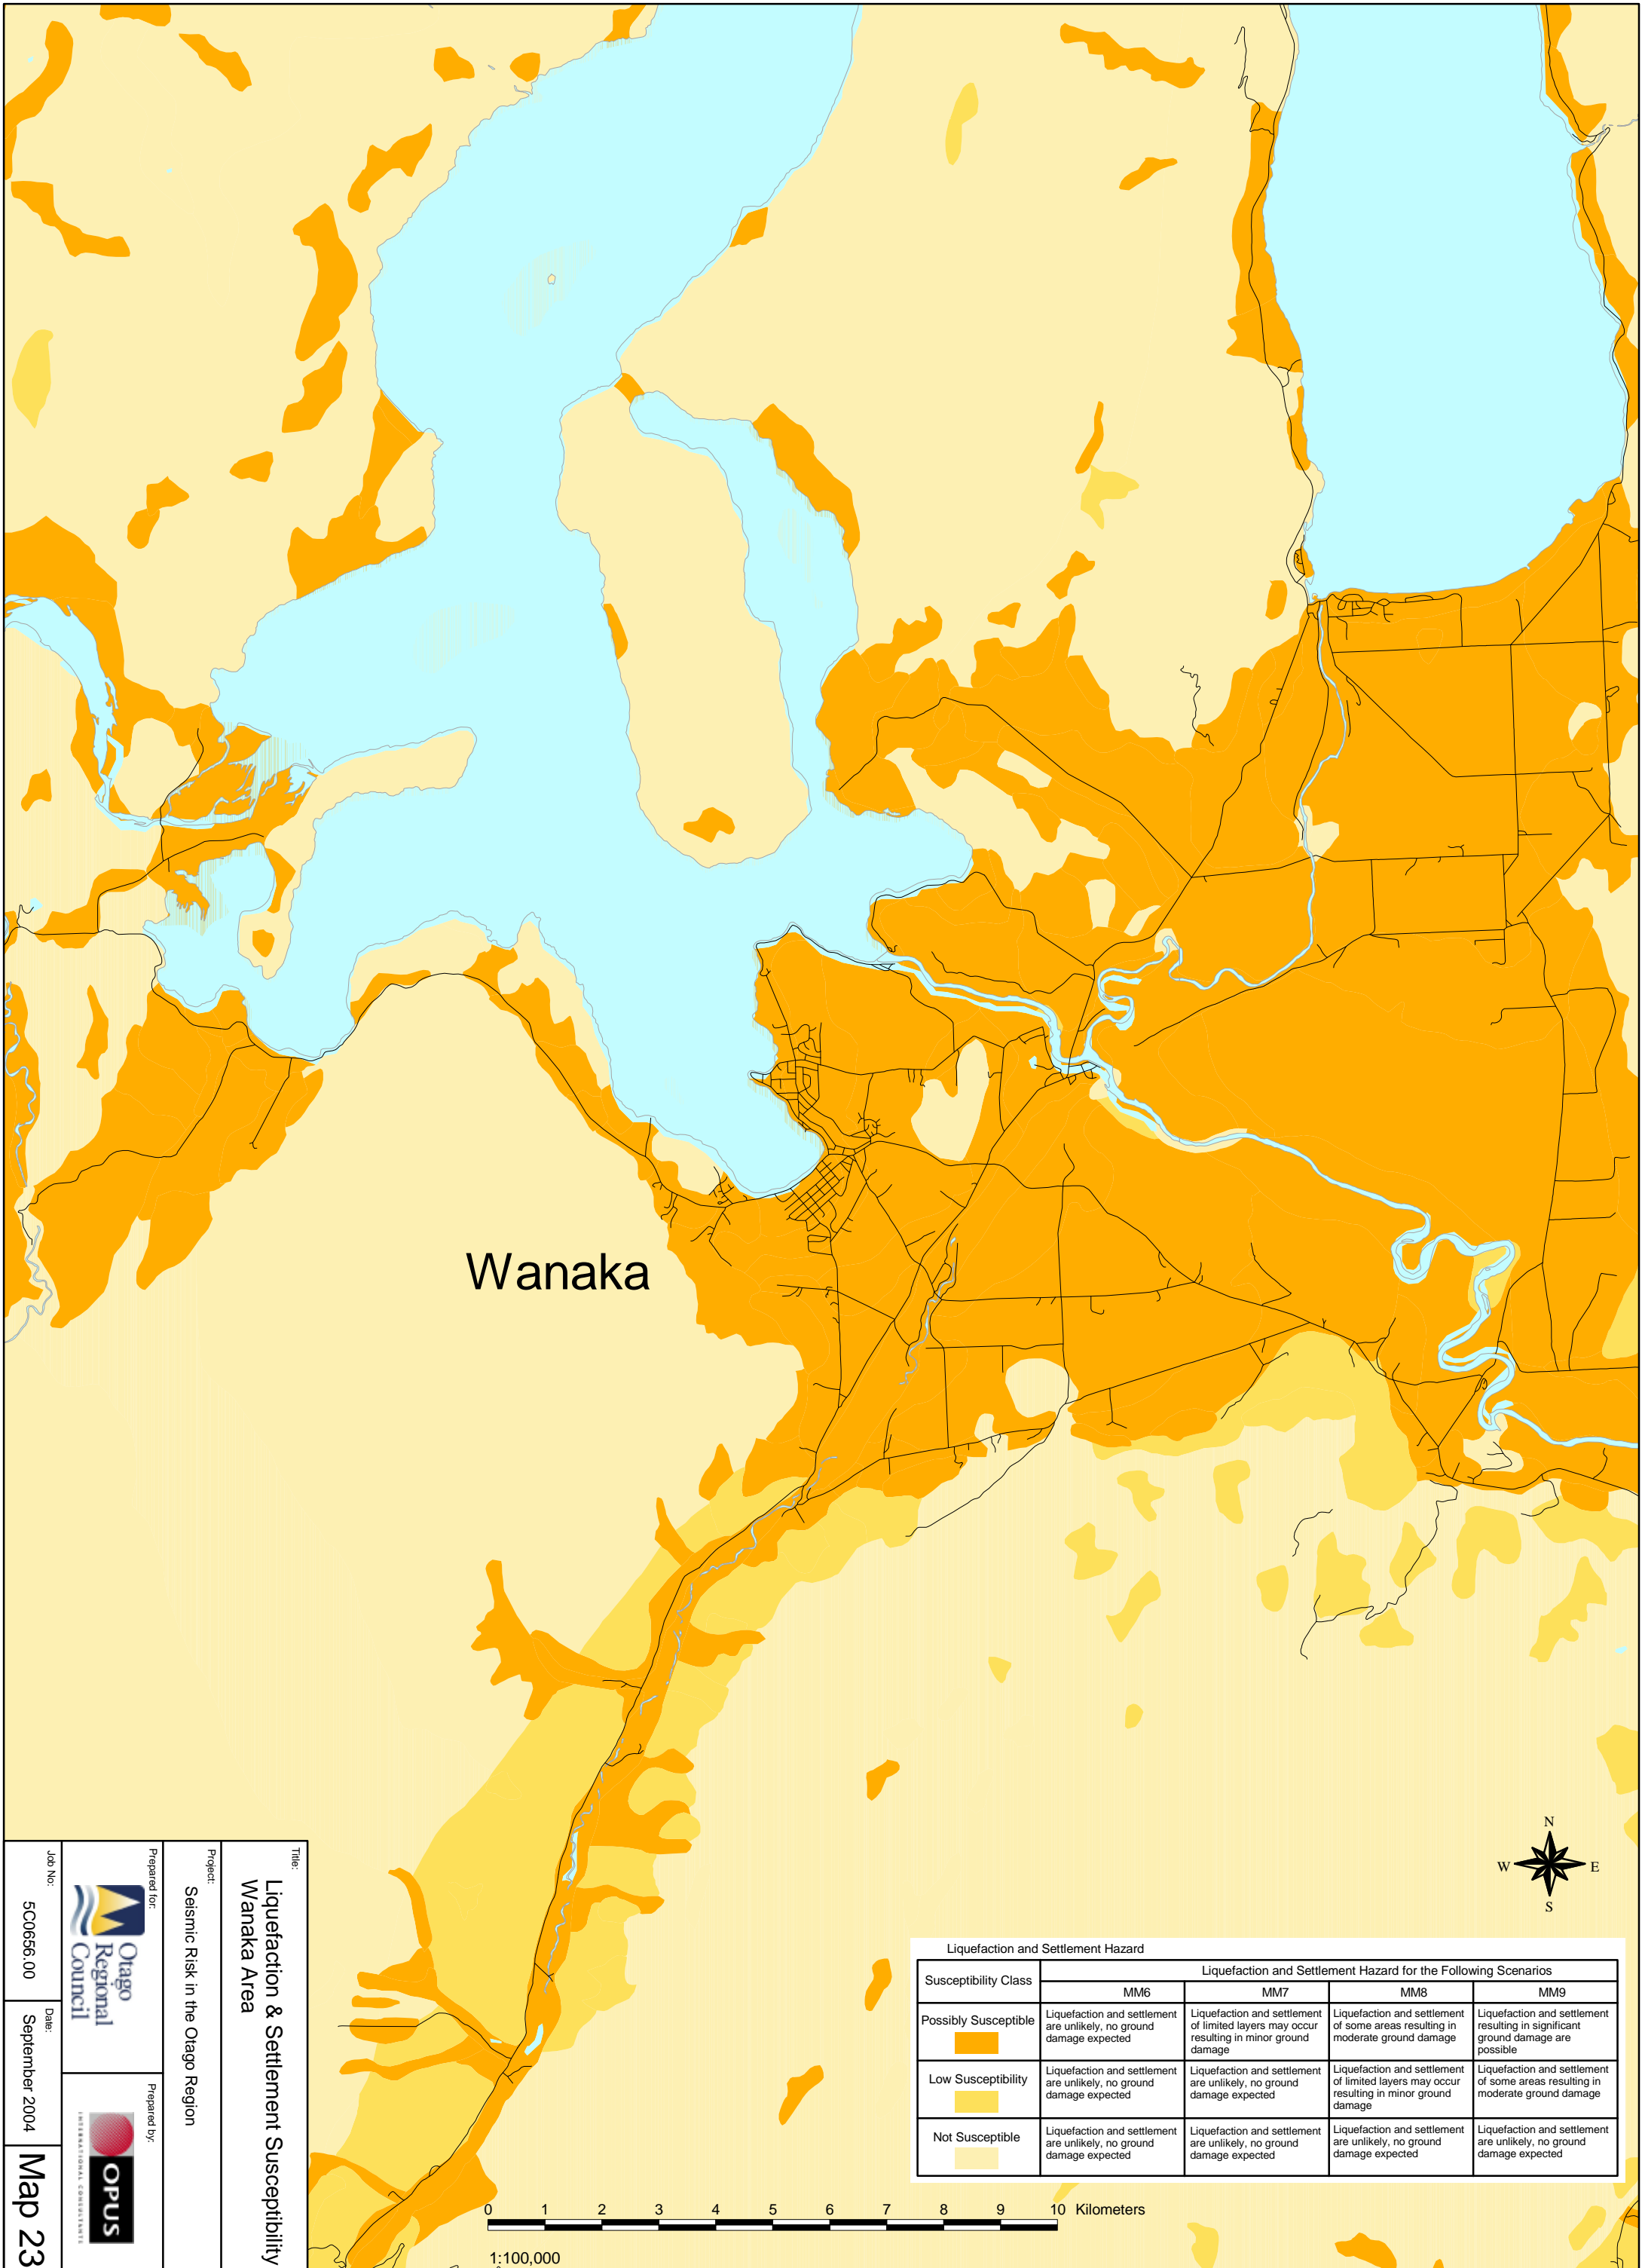 Wanaka
N
W E
S
Liquefaction and Settlement Hazard
Susceptibility Class
Liquefaction and Settlement Hazard for the Following Scenarios
MM6 MM7 MM8 MM9
Possibly Susceptible
Liquefaction and settlement
are unlikely, no ground
damage expected
Liquefaction and settlement
of limited layers may occur
resulting in minor ground
damage
Liquefaction and settlement
of some areas resulting in
moderate ground damage
Liquefaction and settlement
resulting in significant
ground damage are
possible
Low Susceptibility
Liquefaction and settlement
are unlikely, no ground
damage expected
Liquefaction and settlement
are unlikely, no ground
damage expected
Liquefaction and settlement
of limited layers may occur
resulting in minor ground
damage
Liquefaction and settlement
of some areas resulting in
moderate ground damage
Not Susceptible
Liquefaction and settlement
are unlikely, no ground
damage expected
Liquefaction and settlement
are unlikely, no ground
damage expected
Liquefaction and settlement
are unlikely, no ground
damage expected
Liquefaction and settlement
are unlikely, no ground
damage expected
0 1 2 3 4 5 6 7 8 9 10 Kilometers
1:100,000
Title:
Liquefaction & Settlement Susceptibility
Wanaka Area
Project:
Seismic Risk in the Otago Region
Prepared for:
Otago
Regional
Council
Prepared by:
OPUS
INTERNATIONAL CONSULTANTS
Job No:
5C0656.00
Date:
September 2004
Map 23